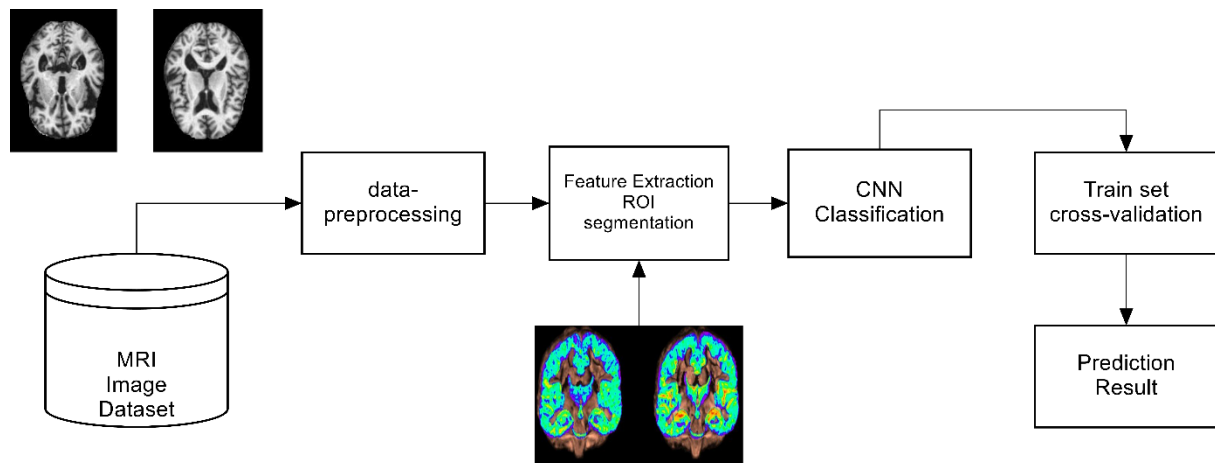 data-
preprocessing
Feature Extraction
ROI
segmentation
CNN
Classification
Train set
cross-validation
MRI
Image
Dataset
Prediction
Result